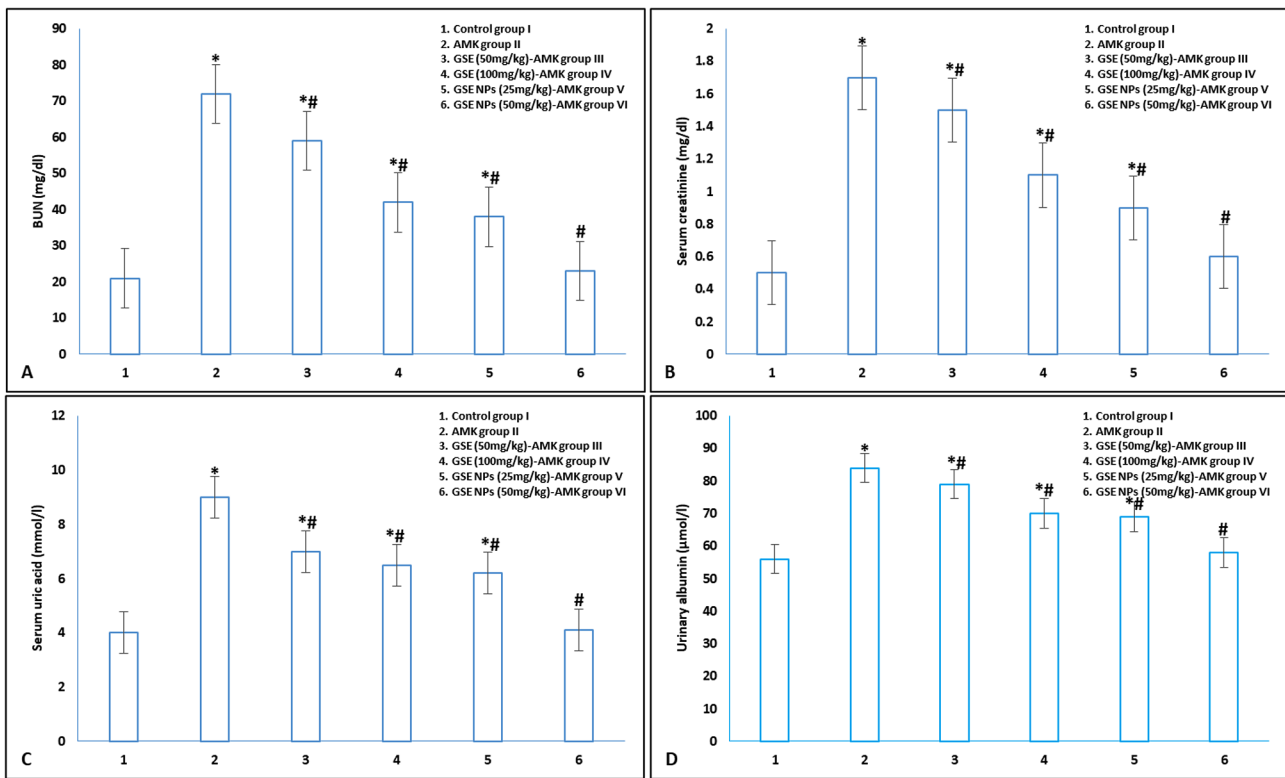 90
80
70
60
50
40
30
20
10
0
BUN (mg/dl)
1. Control group I
2. AMK group II
3. GSE (50mg/kg)-AMK group III
4. GSE (100mg/kg)-AMK group IV
5. GSE NPs (25mg/kg)-AMK group V
6. GSE NPs (50mg/kg)-AMK group VI
*
*#
*#
*#
#
1 2 3 4 5 6
A
2
1.8
1.6
1.4
1.2
1
0.8
0.6
0.4
0.2
0
Serum creatinine (mg/dl)
1. Control group I
2. AMK group II
3. GSE (50mg/kg)-AMK group III
4. GSE (100mg/kg)-AMK group IV
5. GSE NPs (25mg/kg)-AMK group V
6. GSE NPs (50mg/kg)-AMK group VI
*
*#
*#
*#
#
1 2 3 4 5 6
B
12
10
8
6
4
2
0
Serum uric acid (mmol/l)
1. Control group I
2. AMK group II
3. GSE (50mg/kg)-AMK group III
4. GSE (100mg/kg)-AMK group IV
5. GSE NPs (25mg/kg)-AMK group V
6. GSE NPs (50mg/kg)-AMK group VI
*
*#
*#
*#
#
1 2 3 4 5 6
C
100
90
80
70
60
50
40
30
20
10
0
Urinary albumin (µmol/l)
1. Control group I
2. AMK group II
3. GSE (50mg/kg)-AMK group III
4. GSE (100mg/kg)-AMK group IV
5. GSE NPs (25mg/kg)-AMK group V
6. GSE NPs (50mg/kg)-AMK group VI
*
*#
*#
*#
#
1 2 3 4 5 6
D